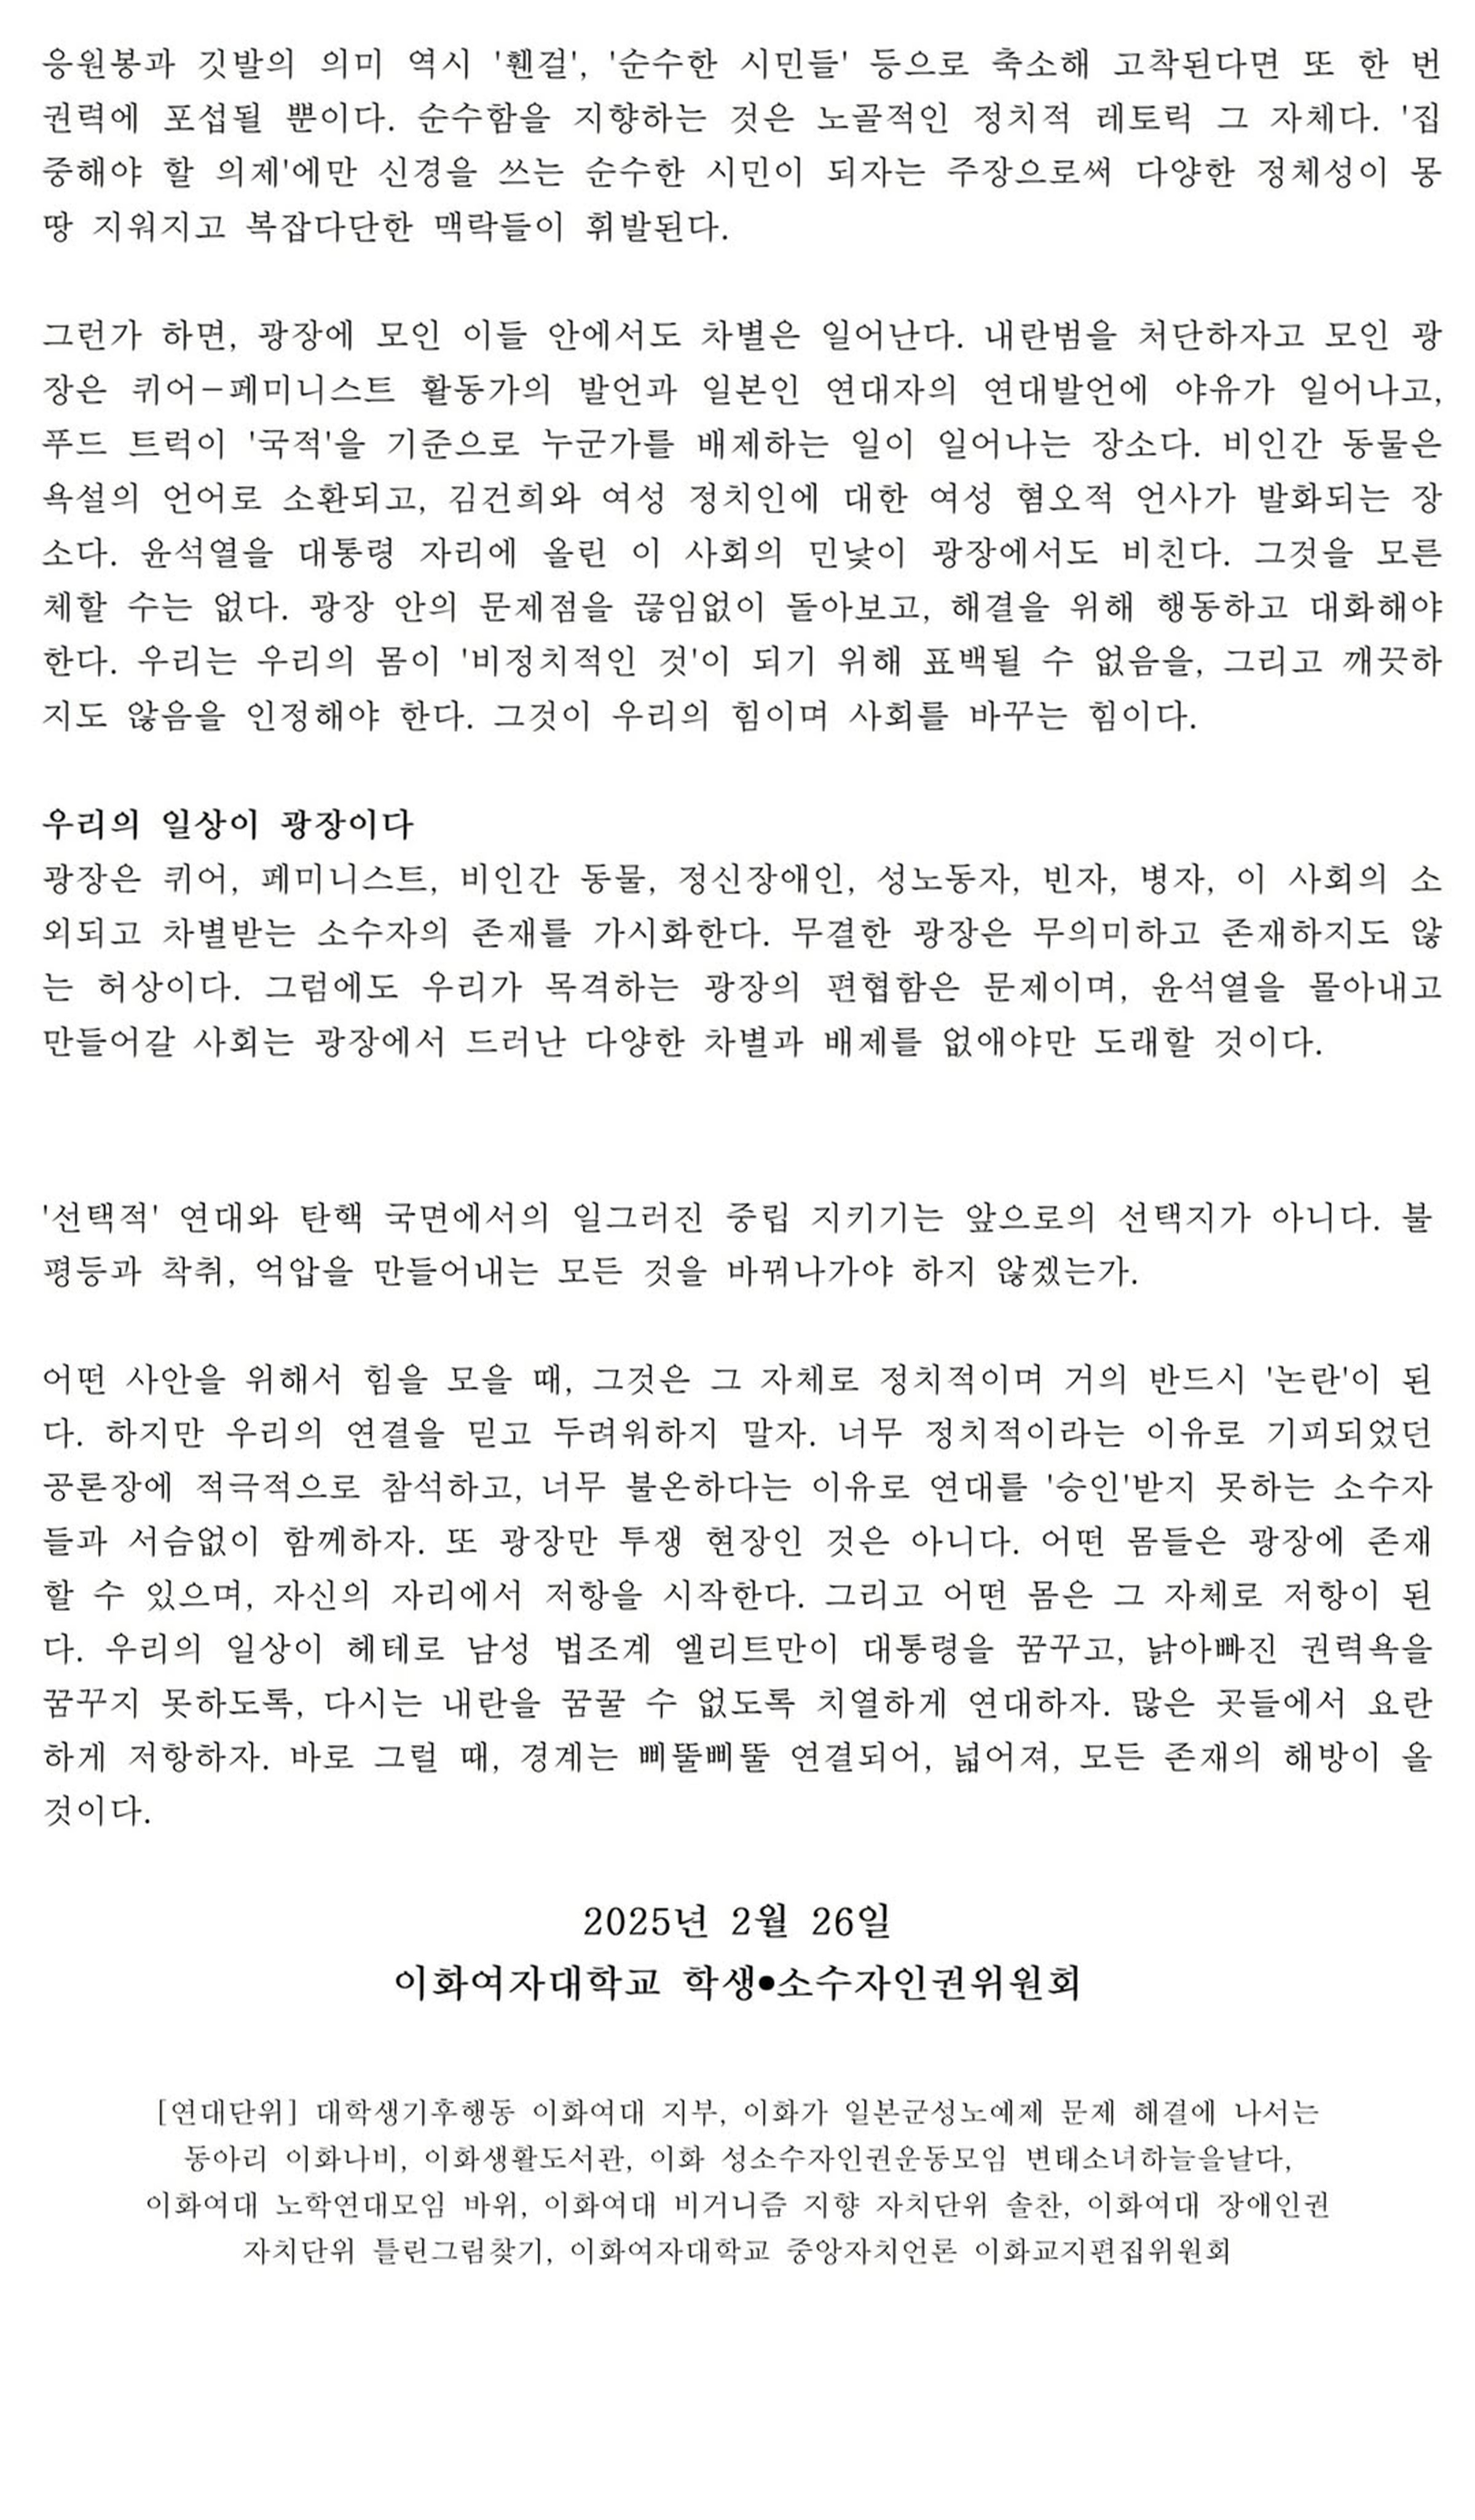 응원봉과 깃발의 의미 역시 '휀걸', '순수한 시민들' 등으로 축소해 고착된다면 또 한 번
권력에 포섭될 뿐이다. 순수함을 지향하는 것은 노골적인 정치적 레토릭 그 자체다. '집
중해야 할 의제'에만 신경을 쓰는 순수한 시민이 되자는 주장으로써 다양한 정체성이 몽
땅 지워지고 복잡다단한 맥락들이 휘발된다.
그런가 하면, 광장에 모인 이들 안에서도 차별은 일어난다. 내란범을 처단하자고 모인 광
장은 퀴어-페미니스트 활동가의 발언과 일본인 연대자의 연대발언에 야유가 일어나고,
푸드 트럭이 '국적'을 기준으로 누군가를 배제하는 일이 일어나는 장소다. 비인간 동물은
욕설의 언어로 소환되고, 김건희와 여성 정치인에 대한 여성 혐오적 언사가 발화되는 장
소다. 윤석열을 대통령 자리에 올린 이 사회의 민낯이 광장에서도 비친다. 그것을 모른
체할 수는 없다. 광장 안의 문제점을 끊임없이 돌아보고, 해결을 위해 행동하고 대화해야
한다. 우리는 우리의 몸이 '비정치적인 것'이 되기 위해 표백될 수 없음을, 그리고 깨끗하
지도 않음을 인정해야 한다. 그것이 우리의 힘이며 사회를 바꾸는 힘이다.
우리의 일상이 광장이다
광장은 퀴어, 페미니스트, 비인간 동물, 정신장애인, 성노동자, 빈자, 병자, 이 사회의 소
외되고 차별받는 소수자의 존재를 가시화한다. 무결한 광장은 무의미하고 존재하지도 않
는 허상이다. 그럼에도 우리가 목격하는 광장의 편협함은 문제이며, 윤석열을 몰아내고
만들어갈 사회는 광장에서 드러난 다양한 차별과 배제를 없애야만 도래할 것이다.
'선택적' 연대와 탄핵 국면에서의 일그러진 중립 지키기는 앞으로의 선택지가 아니다. 불
평등과 착취, 억압을 만들어내는 모든 것을 바꿔나가야 하지 않겠는가.
어떤 사안을 위해서 힘을 모을 때, 그것은 그 자체로 정치적이며 거의 반드시 '논란'이 된
다. 하지만 우리의 연결을 믿고 두려워하지 말자. 너무 정치적이라는 이유로 기피되었던
공론장에 적극적으로 참석하고, 너무 불온하다는 이유로 연대를 '승인'받지 못하는 소수자
들과 서슴없이 함께하자. 또 광장만 투쟁 현장인 것은 아니다. 어떤 몸들은 광장에 존재
할 수 있으며, 자신의 자리에서 저항을 시작한다. 그리고 어떤 몸은 그 자체로 저항이 된
다. 우리의 일상이 헤테로 남성 법조계 엘리트만이 대통령을 꿈꾸고, 낡아빠진 권력욕을
꿈꾸지 못하도록, 다시는 내란을 꿈꿀 수 없도록 치열하게 연대하자. 많은 곳들에서 요란
하게 저항하자. 바로 그럴 때, 경계는 삐뚤삐뚤 연결되어, 넓어져, 모든 존재의 해방이 올
것이다.
2025년 2월 26일
이화여자대학교 학생•소수자인권위원회
[연대단위] 대학생기후행동 이화여대 지부, 이화가 일본군성노예제 문제 해결에 나서는
동아리 이화나비, 이화생활도서관, 이화 성소수자인권운동모임 변태소녀하늘을날다,
이화여대 노학연대모임 바위, 이화여대 비거니즘 지향 자치단위 솔찬, 이화여대 장애인권
자치단위 틀린그림찾기, 이화여자대학교 중앙자치언론 이화교지편집위원회